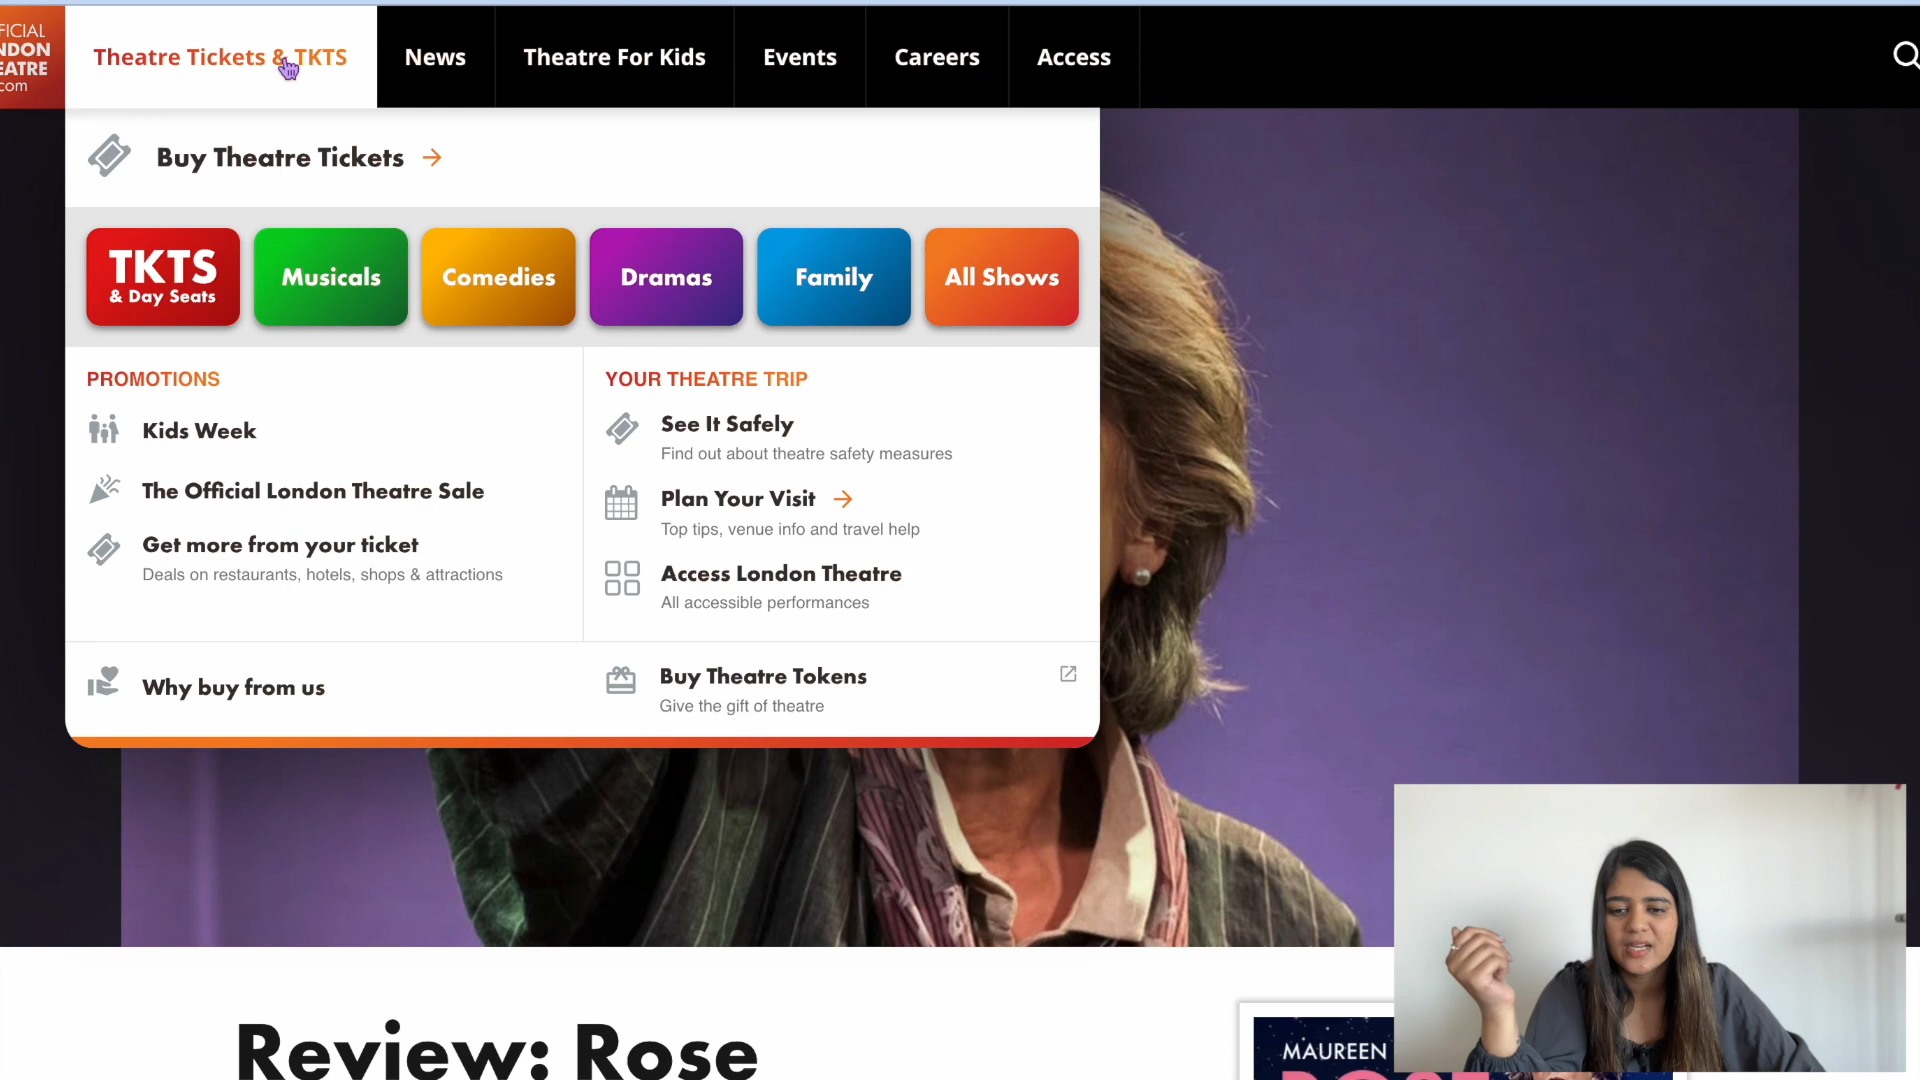 FICIAL
NDON
EATRE
.com
Theatre Tickets & TKTS
News
Theatre For Kids
Events
Careers
Access
Buy Theatre Tickets
TKTS
& Day Seats
Musicals
Comedies
Dramas
Family
All Shows
PROMOTIONS
Kids Week
The Official London Theatre Sale
Get more from your ticket
Deals on restaurants, hotels, shops & attractions
YOUR THEATRE TRIP
See It Safely
Find out about theatre safety measures
Plan Your Visit
Top tips, venue info and travel help
Access London Theatre
All accessible performances
Why buy from us
Buy Theatre Tokens
Give the gift of theatre
Review: Rose
MAUREEN